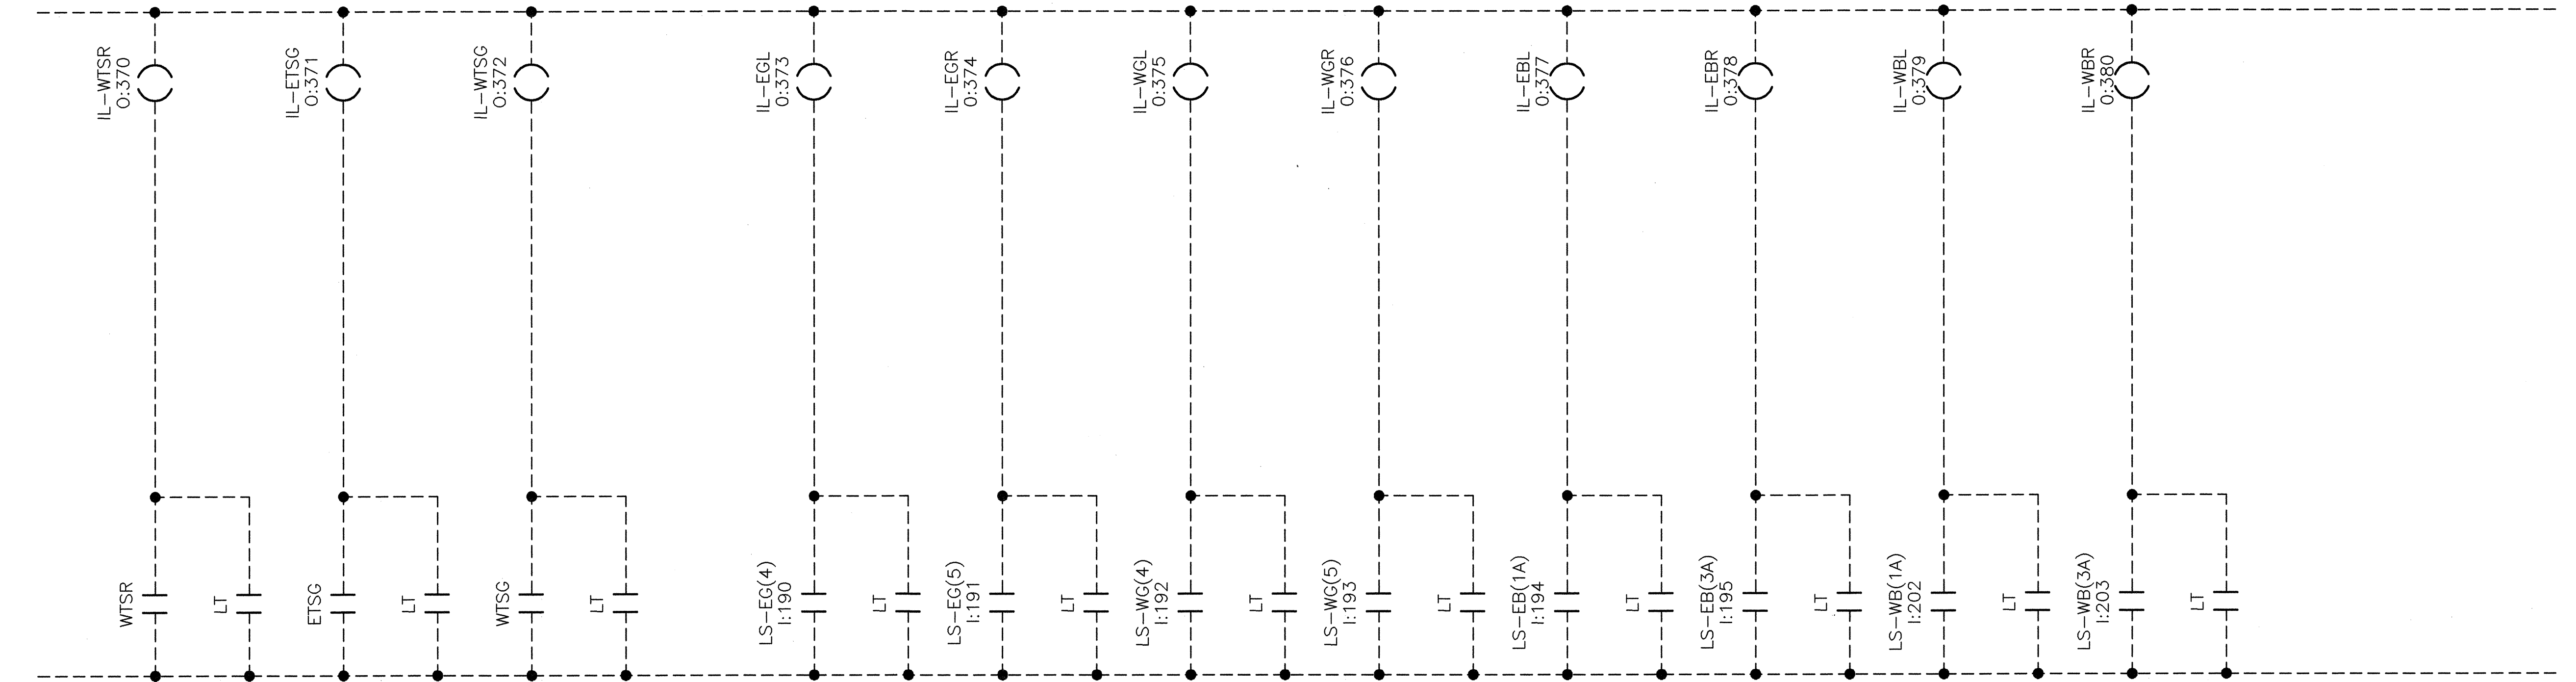 IL-WTSR
O:370
IL-ETSG
O:371
IL-WTSG
O:372
IL-EGL
O:373
IL-EGR
O:374
IL-WGL
O:375
IL-WGR
O:376
IL-EBL
O:377
IL-EBR
O:378
IL-WBL
O:379
IL-WBR
O:380
WTSR
LT
ETSG
LT
WTSG
LT
LS-EG(4)
I:190
LT
LS-EG(5)
I:191
LT
LS-WG(4)
I:192
LT
LS-WG(5)
I:193
LT
LS-EB(1A)
I:194
LT
LS-EB(3A)
I:195
LT
LS-WB(1A)
I:202
LT
LS-WB(3A)
I:203
LT